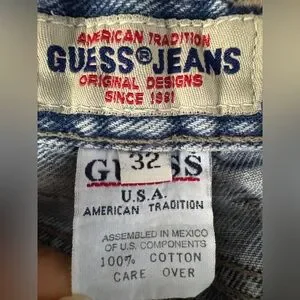 AMERICAN TRADITION
GUESS® JEANS
ORIGINAL DESIGNS
SINCE 1981
32
U.S.A.
AMERICAN TRADITION
ASSEMBLED IN MEXICO
OF U.S. COMPONENTS
100% COTTON
CARE OVER